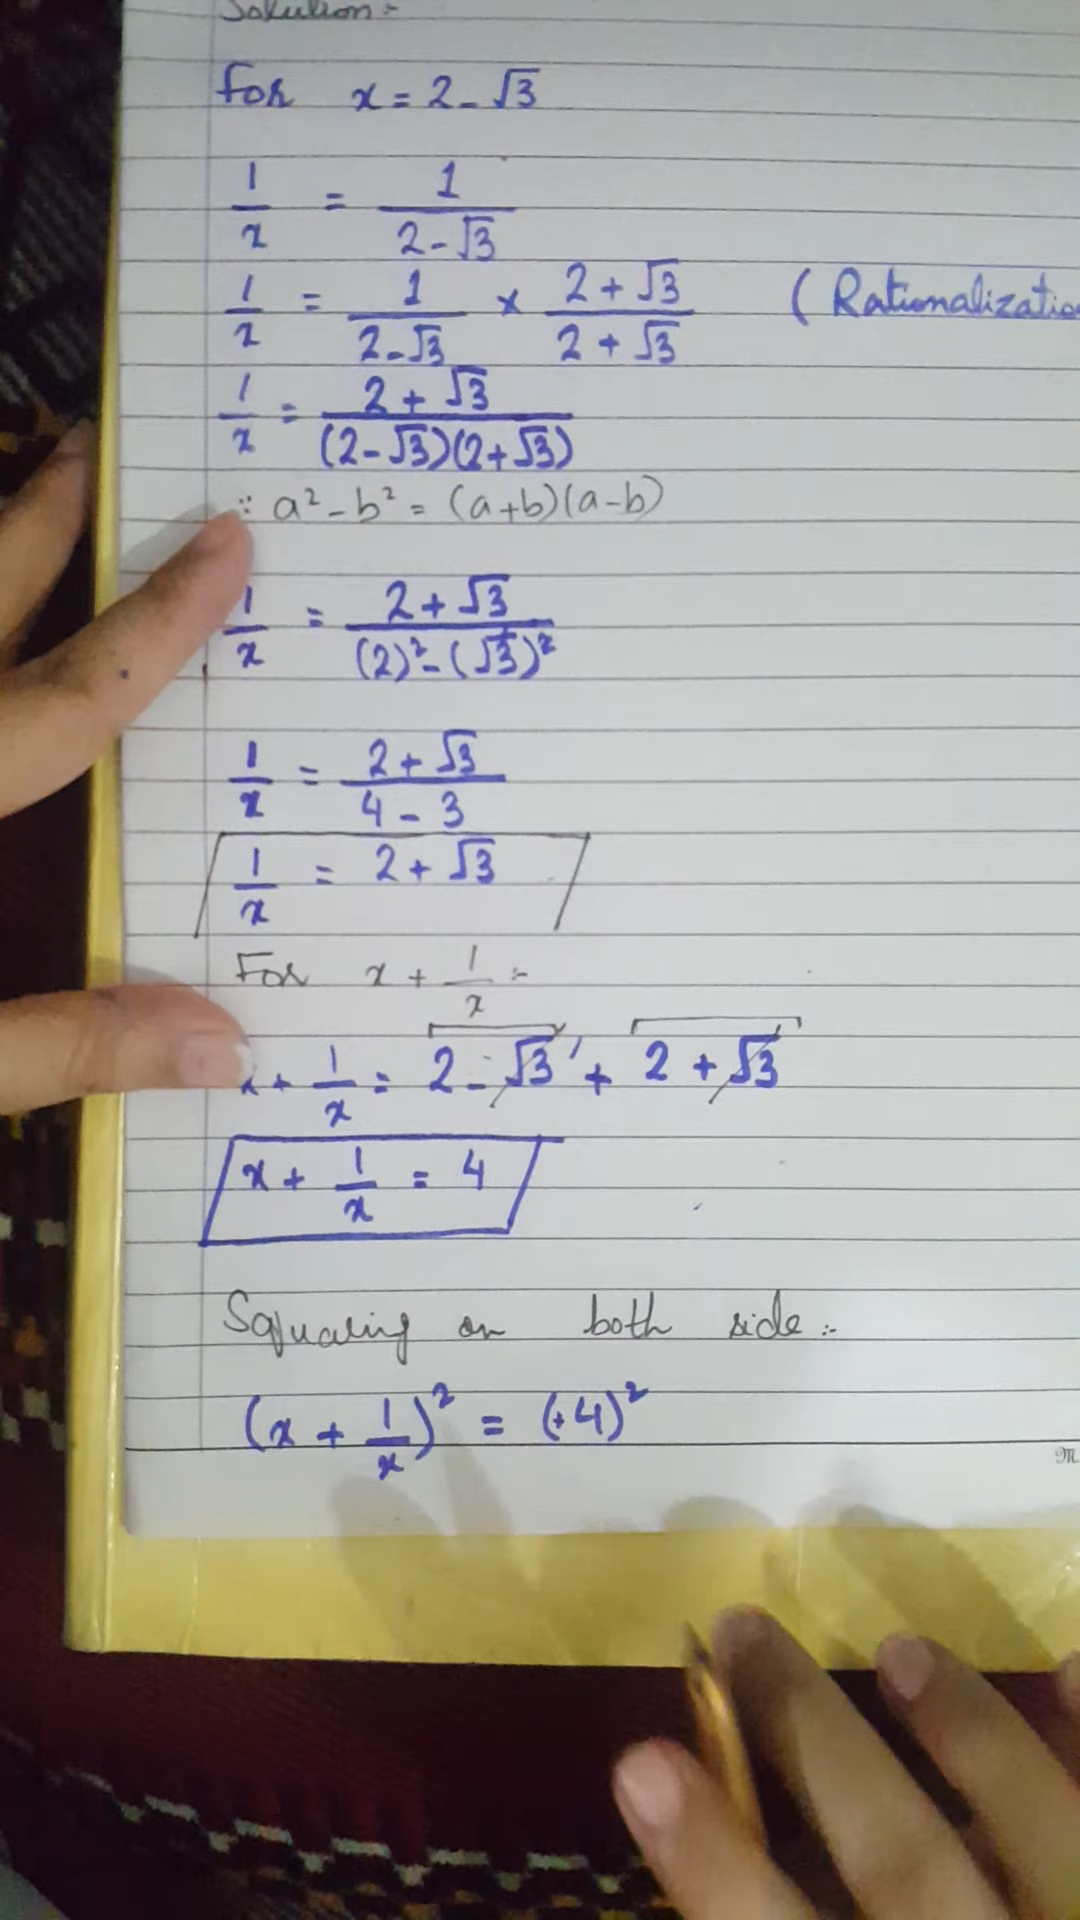 Solution:-
For x = 2 - √3
1/x = 1/(2 - √3)
1/x = 1/(2 - √3) × (2 + √3)/(2 + √3) (Rationalizatio
1/x = (2 + √3)/((2 - √3)(2 + √3))
∵ a² - b² = (a+b)(a-b)
1/x = (2 + √3)/((2)² - (√3)²)
1/x = (2 + √3)/(4 - 3)
1/x = 2 + √3
For x + 1/x :-
x + 1/x = 2 - √3 + 2 + √3
x + 1/x = 4
Squaring on both side :-
(x + 1/x)² = (+4)²